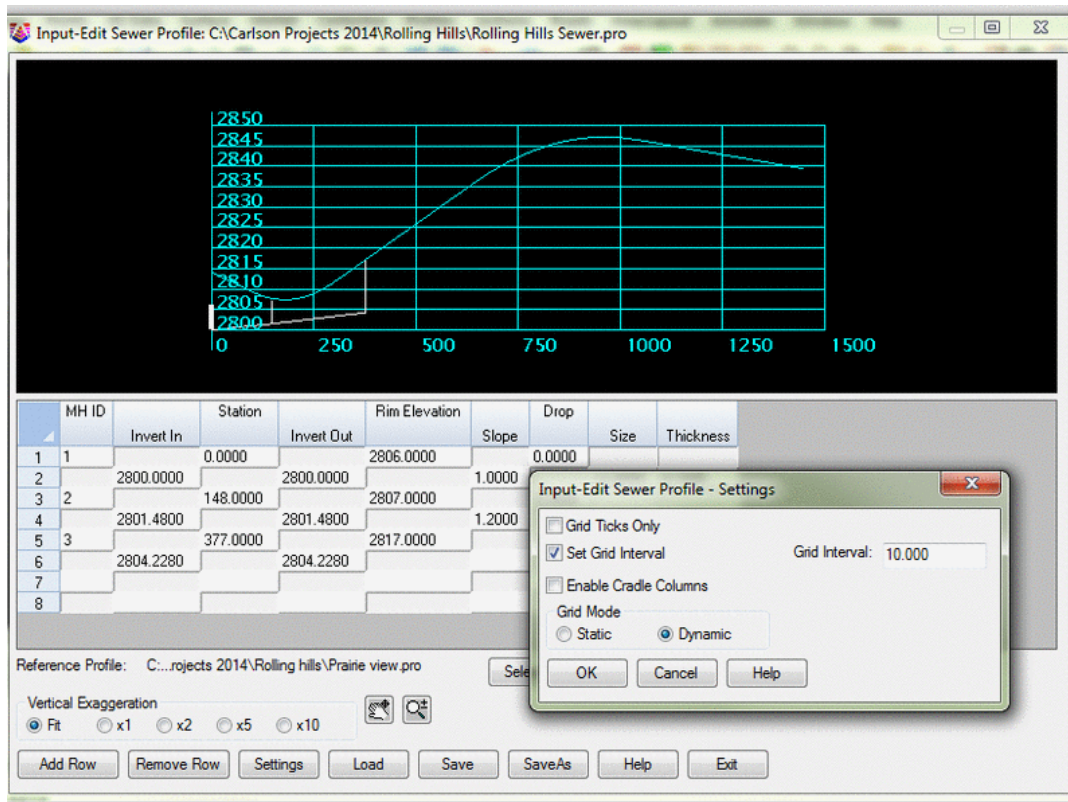 Input-Edit Sewer Profile: C:\Carlson Projects 2014\Rolling Hills\Rolling Hills Sewer.pro
2850
2845
2840
2835
2830
2825
2820
2815
2810
2805
2800
0 250 500 750 1000 1250 1500
MH ID Station Rim Elevation Drop
Invert In Invert Out Slope Size Thickness
1 1 0.0000 2806.0000 0.0000
2 2800.0000 2800.0000 1.0000
3 2 148.0000 2807.0000
4 2801.4800 2801.4800 1.2000
5 3 377.0000 2817.0000
6 2804.2280 2804.2280
7
8
Input-Edit Sewer Profile - Settings
Grid Ticks Only
Set Grid Interval Grid Interval: 10.000
Enable Cradle Columns
Grid Mode
Static Dynamic
OK Cancel Help
Reference Profile: C:...rojects 2014\Rolling hills\Prairie view.pro Sele
Vertical Exaggeration
Fit x1 x2 x5 x10
Add Row Remove Row Settings Load Save SaveAs Help Exit